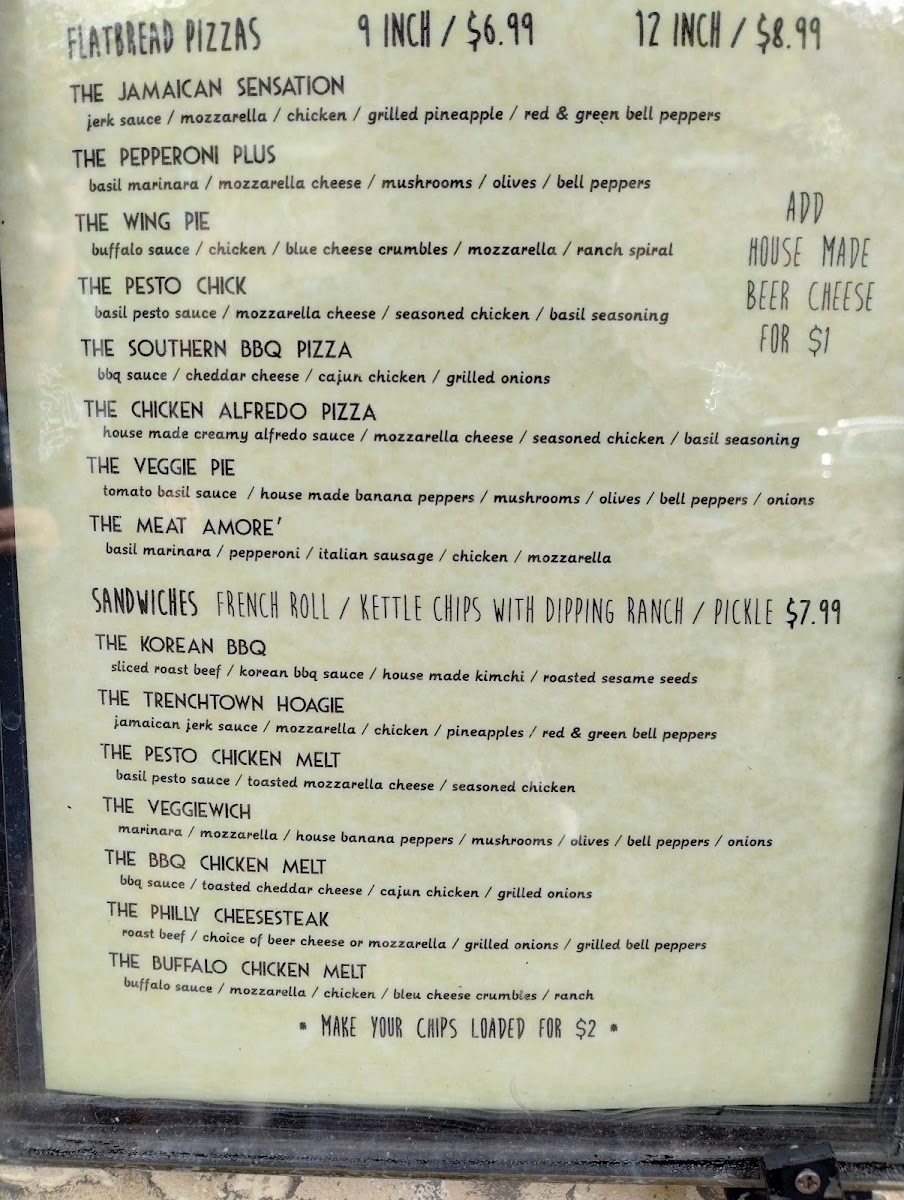 FLATBREAD PIZZAS 9 INCH / $6.99 12 INCH / $8.99
THE JAMAICAN SENSATION
jerk sauce / mozzarella / chicken / grilled pineapple / red & green bell peppers
THE PEPPERONI PLUS
basil marinara / mozzarella cheese / mushrooms / olives / bell peppers
THE WING PIE
buffalo sauce / chicken / blue cheese crumbles / mozzarella / ranch spiral
THE PESTO CHICK
basil pesto sauce / mozzarella cheese / seasoned chicken / basil seasoning
ADD
HOUSE MADE
BEER CHEESE
FOR $1
THE SOUTHERN BBQ PIZZA
bbq sauce / cheddar cheese / cajun chicken / grilled onions
THE CHICKEN ALFREDO PIZZA
house made creamy alfredo sauce / mozzarella cheese / seasoned chicken / basil seasoning
THE VEGGIE PIE
tomato basil sauce / house made banana peppers / mushrooms / olives / bell peppers / onions
THE MEAT AMORE'
basil marinara / pepperoni / italian sausage / chicken / mozzarella
SANDWICHES FRENCH ROLL / KETTLE CHIPS WITH DIPPING RANCH / PICKLE $7.99
THE KOREAN BBQ
sliced roast beef / korean bbq sauce / house made kimchi / roasted sesame seeds
THE TRENCHTOWN HOAGIE
jamaican jerk sauce / mozzarella / chicken / pineapples / red & green bell peppers
THE PESTO CHICKEN MELT
basil pesto sauce / toasted mozzarella cheese / seasoned chicken
THE VEGGIEWICH
marinara / mozzarella / house banana peppers / mushrooms / olives / bell peppers / onions
THE BBQ CHICKEN MELT
bbq sauce / toasted cheddar cheese / cajun chicken / grilled onions
THE PHILLY CHEESESTEAK
roast beef / choice of beer cheese or mozzarella / grilled onions / grilled bell peppers
THE BUFFALO CHICKEN MELT
buffalo sauce / mozzarella / chicken / bleu cheese crumbles / ranch
* MAKE YOUR CHIPS LOADED FOR $2 *